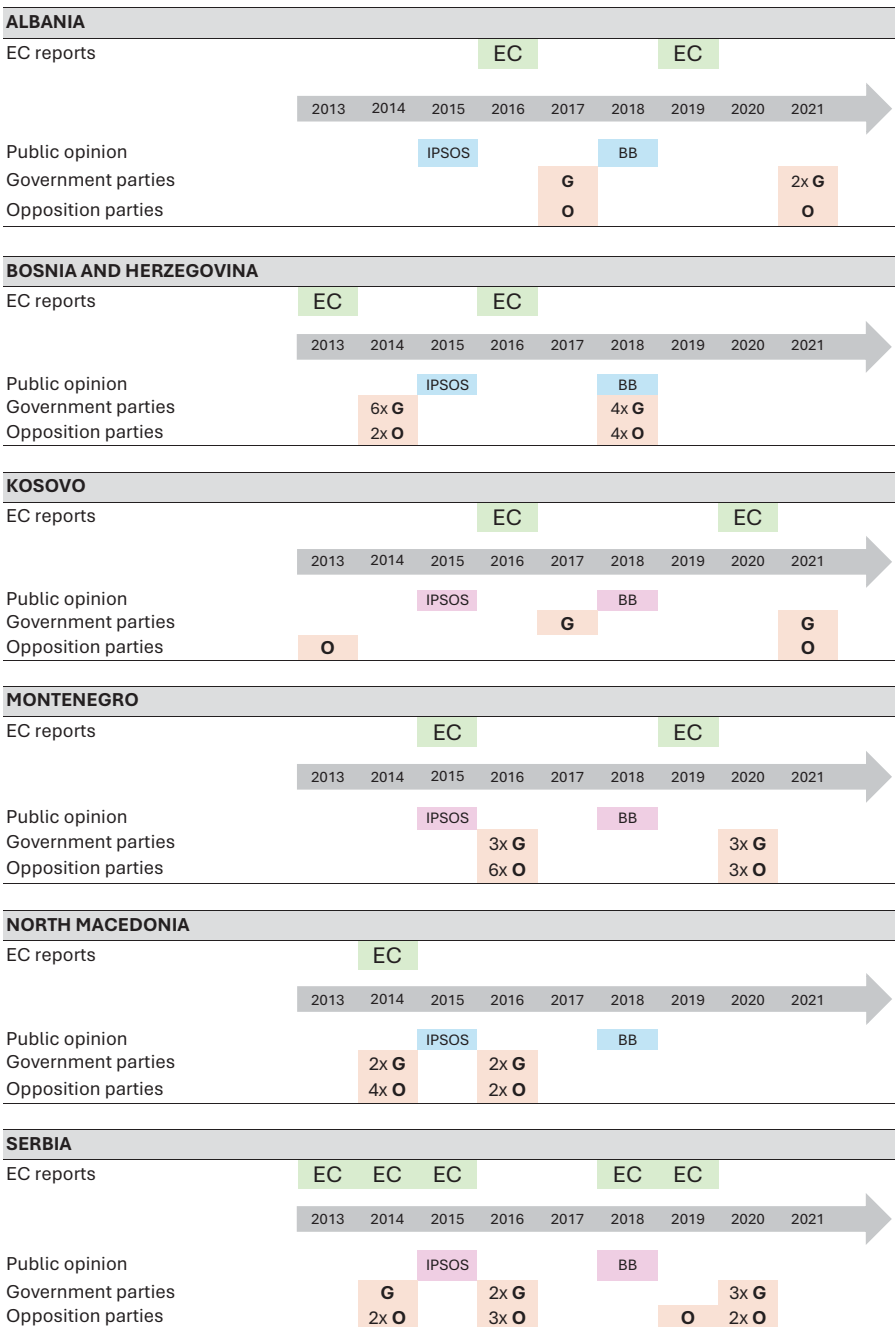 ALBANIA
EC reports EC EC
2013 2014 2015 2016 2017 2018 2019 2020 2021
Public opinion IPSOS BB
Government parties G 2x G
Opposition parties O O
BOSNIA AND HERZEGOVINA
EC reports EC EC
2013 2014 2015 2016 2017 2018 2019 2020 2021
Public opinion IPSOS BB
Government parties 6x G 4x G
Opposition parties 2x O 4x O
KOSOVO
EC reports EC EC
2013 2014 2015 2016 2017 2018 2019 2020 2021
Public opinion IPSOS BB
Government parties G G
Opposition parties O O
MONTENEGRO
EC reports EC EC
2013 2014 2015 2016 2017 2018 2019 2020 2021
Public opinion IPSOS BB
Government parties 3x G 3x G
Opposition parties 6x O 3x O
NORTH MACEDONIA
EC reports EC
2013 2014 2015 2016 2017 2018 2019 2020 2021
Public opinion IPSOS BB
Government parties 2x G 2x G
Opposition parties 4x O 2x O
SERBIA
EC reports EC EC EC EC EC
2013 2014 2015 2016 2017 2018 2019 2020 2021
Public opinion IPSOS BB
Government parties G 2x G 3x G
Opposition parties 2x O 3x O O 2x O